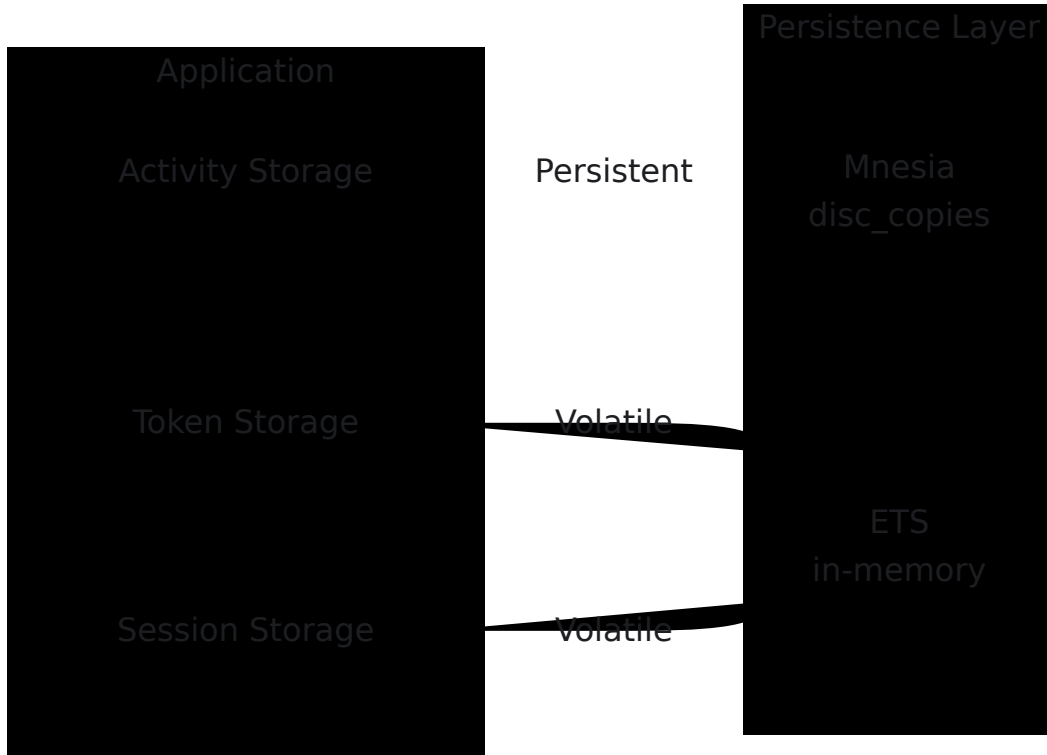 Persistence Layer
Application
Activity Storage
Persistent
Mnesia
disc_copies
Token Storage
Volatile
ETS
in-memory
Session Storage
Volatile